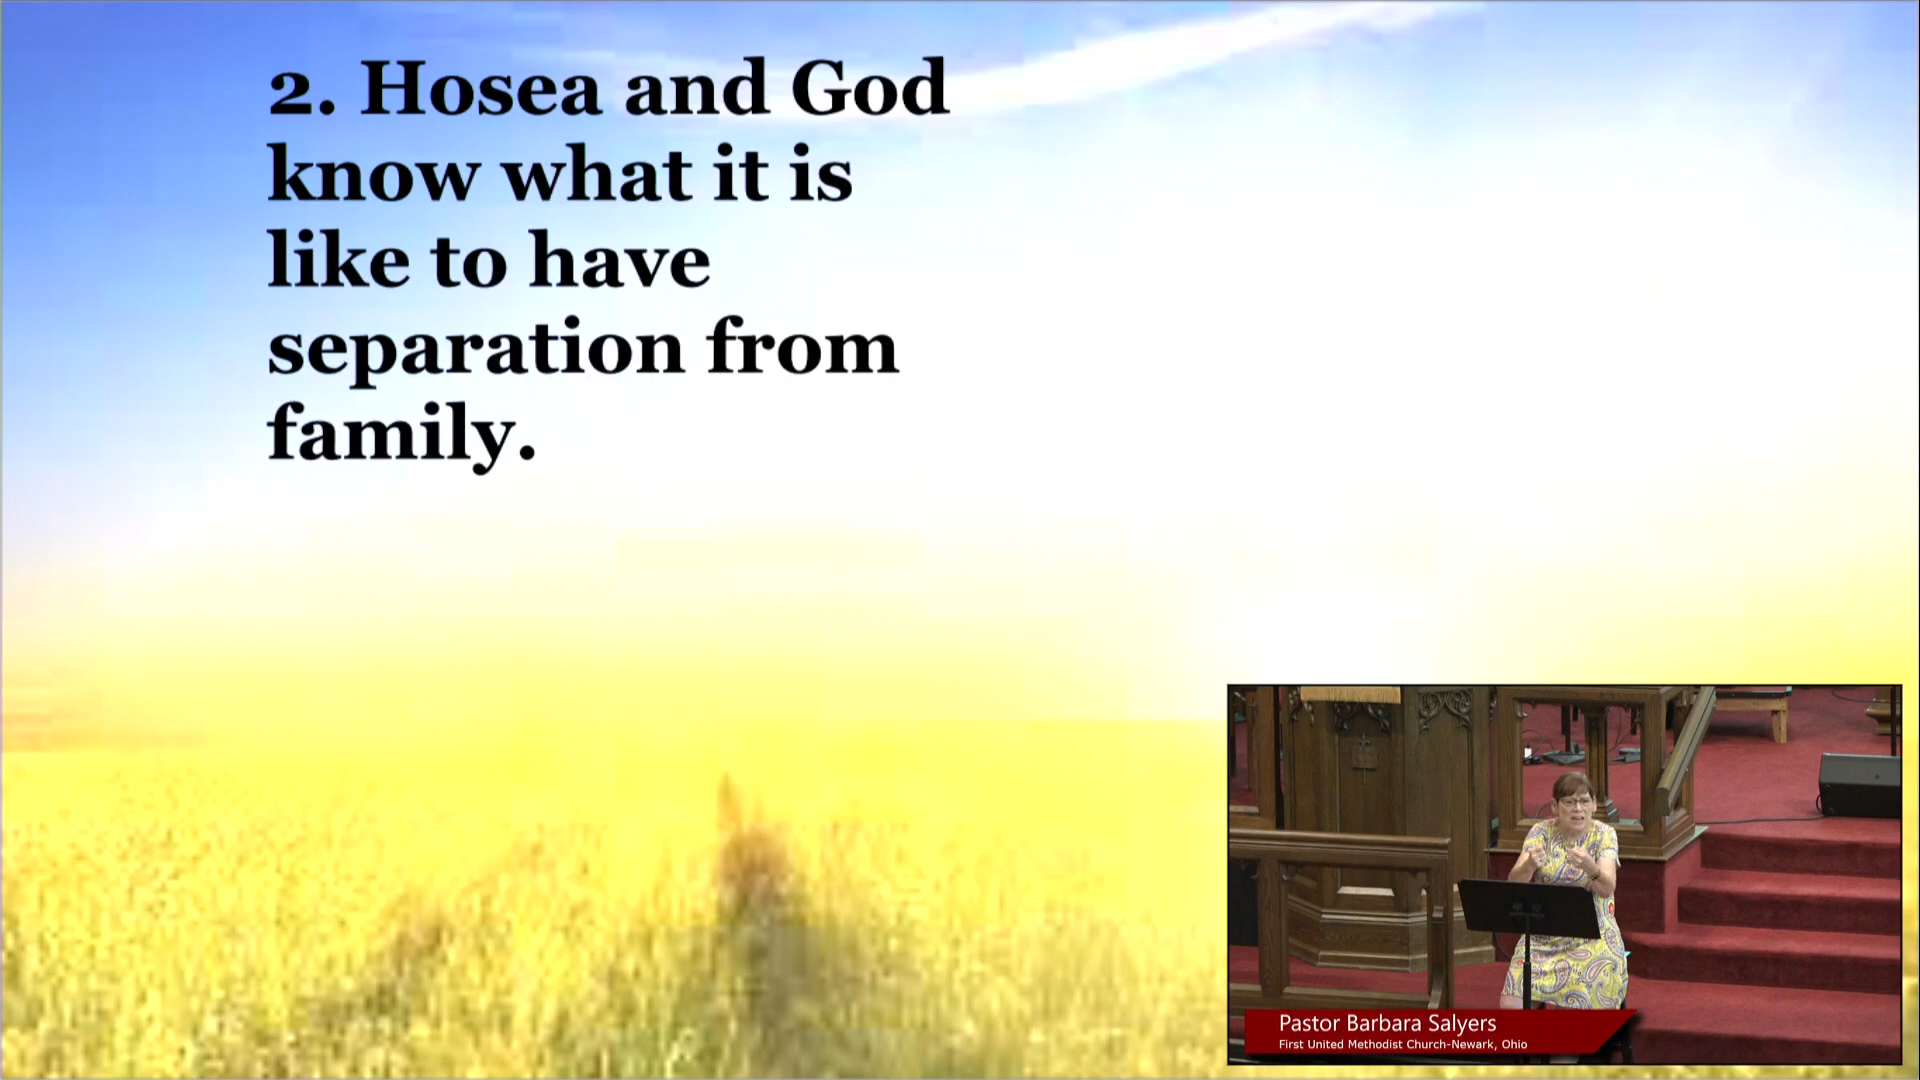 2. Hosea and God
know what it is
like to have
separation from
family.
Pastor Barbara Salyers
First United Methodist Church-Newark, Ohio